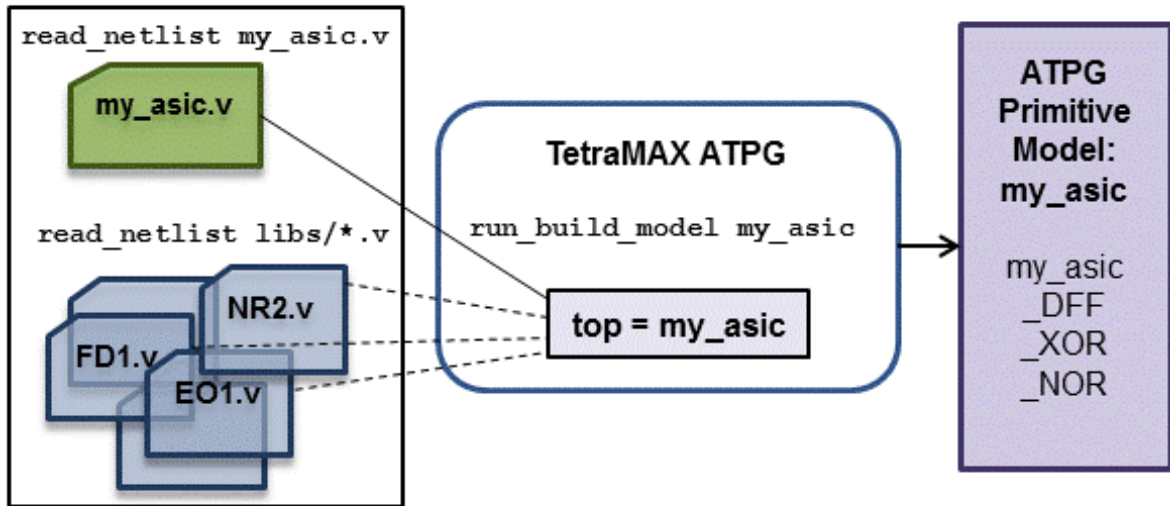 read_netlist my_asic.v
my_asic.v
read_netlist libs/*.v
NR2.v
FD1.v
EO1.v
TetraMAX ATPG
run_build_model my_asic
top = my_asic
ATPG
Primitive
Model:
my_asic
my_asic
_DFF
_XOR
_NOR